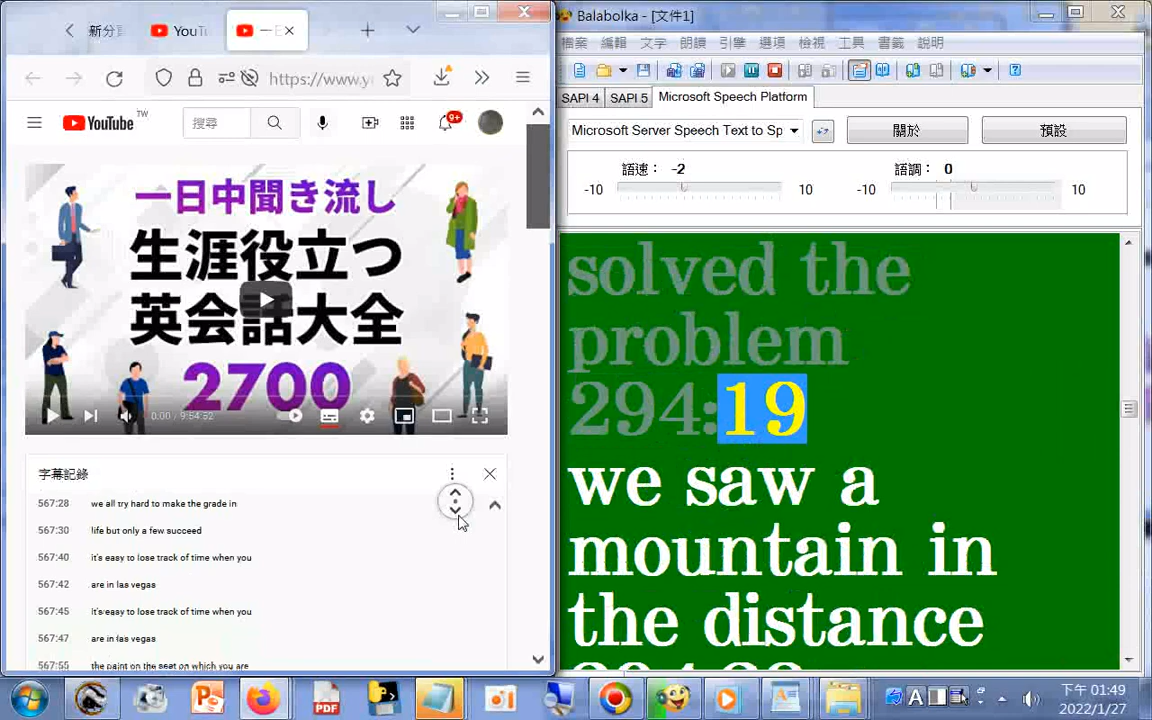 新分
YouTu
一E
https://www.y
YouTube TW
搜尋
9+
一日中聞き流し
生涯役立つ
英会話大全
2700
0:00 / 9:54:52
字幕記錄
567:28 we all try hard to make the grade in
567:30 life but only a few succeed
567:40 it's easy to lose track of time when you
567:42 are in las vegas
567:45 it's easy to lose track of time when you
567:47 are in las vegas
567:55 the paint on the seat on which you are
Balabolka - [文件1]
檔案 編輯 文字 朗讀 引擎 選項 檢視 工具 書籤 說明
SAPI 4 SAPI 5 Microsoft Speech Platform
Microsoft Server Speech Text to Sp
關於 預設
語速： -2 語調： 0
-10 10 -10 10
solved the
problem
294:19
we saw a
mountain in
the distance
PDF
A
下午 01:49
2022/1/27